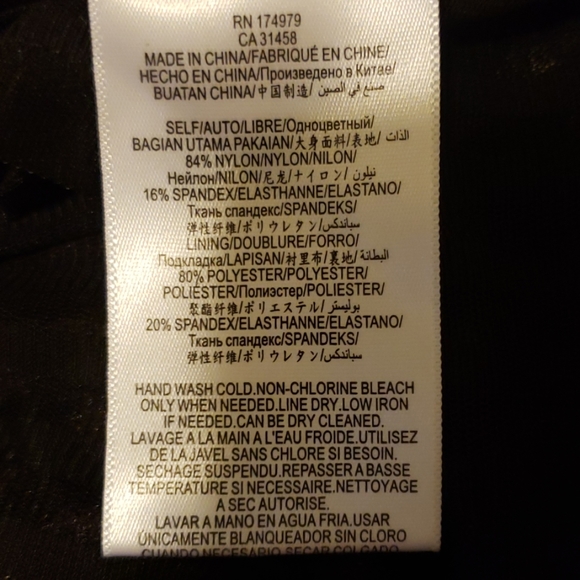 RN 174979
CA 31458
MADE IN CHINA/FABRIQUÉ EN CHINE/
HECHO EN CHINA/Произведено в Китае/
BUATAN CHINA/中国制造/ صنع في الصين
SELF/AUTO/LIBRE/Одноцветный/
BAGIAN UTAMA PAKAIAN/大身面料/表地/ الذات
84% NYLON/NYLON/NILON/
Нейлон/NILON/尼龙/ナイロン/ نيلون
16% SPANDEX/ELASTHANNE/ELASTANO/
Ткань спандекс/SPANDEKS/
弹性纤维/ポリウレタン/سباندكس
LINING/DOUBLURE/FORRO/
Подкладка/LAPISAN/衬里布/裏地/ البطانة
80% POLYESTER/POLYESTER/
POLIÉSTER/Полиэстер/POLIESTER/
聚酯纤维/ポリエステル/ بوليستر
20% SPANDEX/ELASTHANNE/ELASTANO/
Ткань спандекс/SPANDEKS/
弹性纤维/ポリウレタン/ سباندكس
HAND WASH COLD.NON-CHLORINE BLEACH
ONLY WHEN NEEDED.LINE DRY.LOW IRON
IF NEEDED.CAN BE DRY CLEANED.
LAVAGE A LA MAIN A L'EAU FROIDE.UTILISEZ
DE LA JAVEL SANS CHLORE SI BESOIN.
SECHAGE SUSPENDU.REPASSER A BASSE
TEMPERATURE SI NECESSAIRE.NETTOYAGE
A SEC AUTORISE.
LAVAR A MANO EN AGUA FRIA.USAR
ÚNICAMENTE BLANQUEADOR SIN CLORO
CUANDO NECESARIO.SECAR COLGADO.